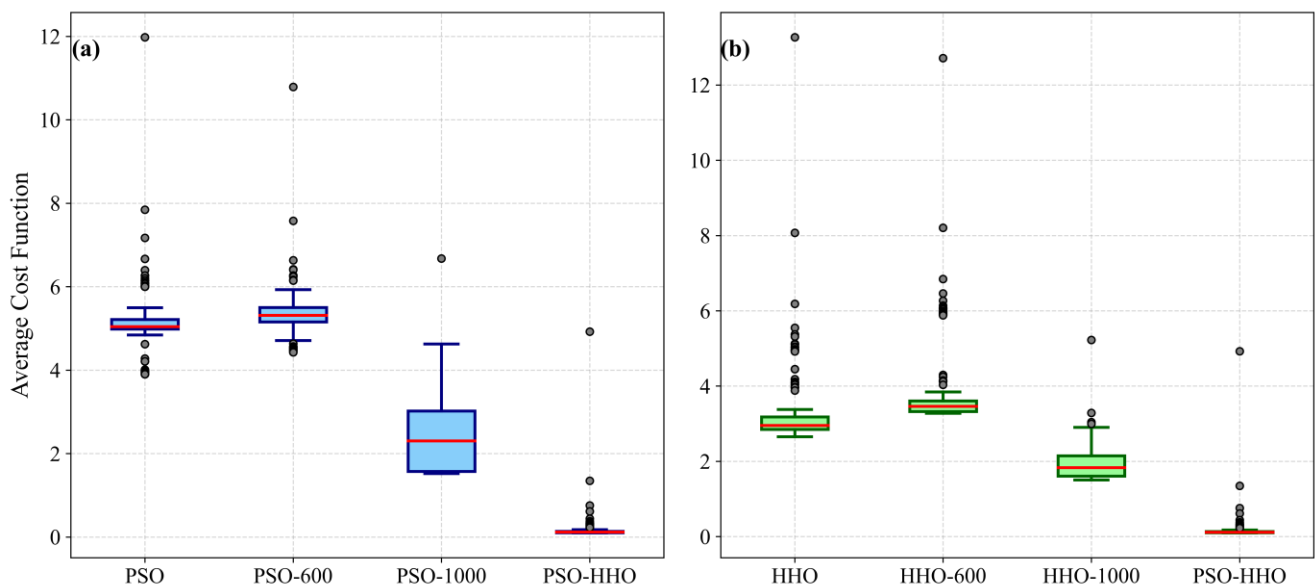 (a)
Average Cost Function
12
10
8
6
4
2
0
PSO
PSO-600
PSO-1000
PSO-HHO
(b)
12
10
8
6
4
2
0
HHO
HHO-600
HHO-1000
PSO-HHO